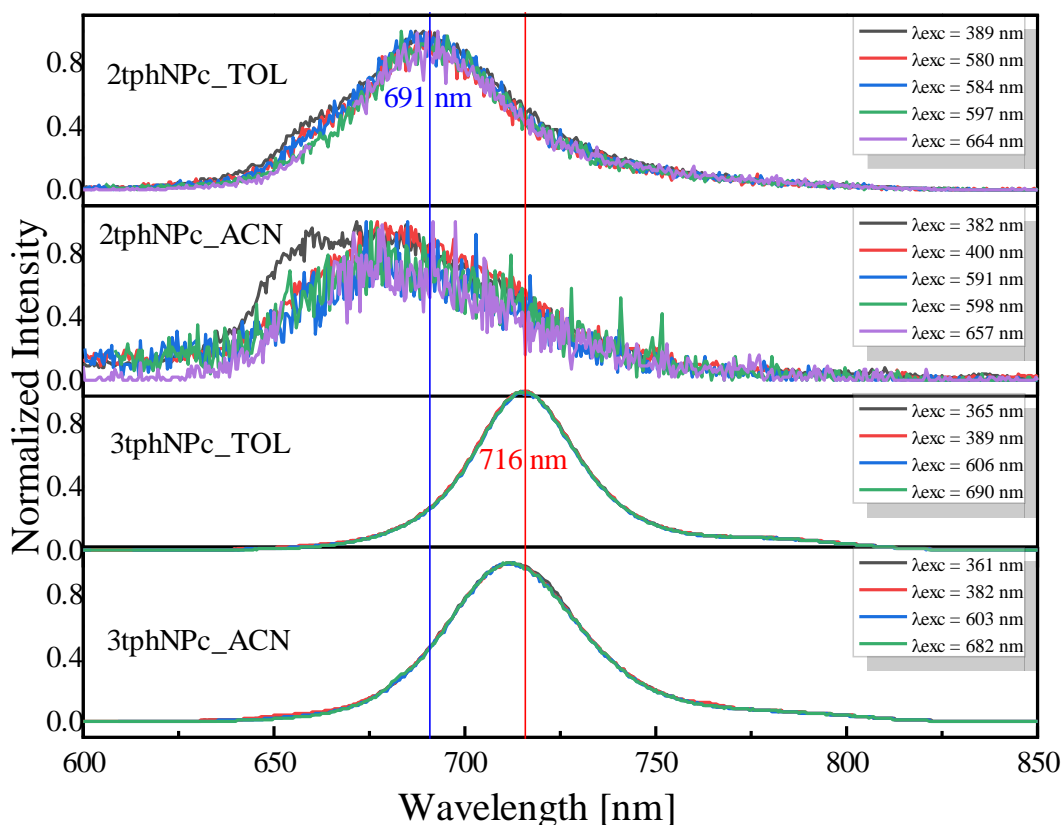 Normalized Intensity
2tphNPc_TOL
0.8
0.4
0.0
691 nm
λexc = 389 nm
λexc = 580 nm
λexc = 584 nm
λexc = 597 nm
λexc = 664 nm
2tphNPc_ACN
0.8
0.4
0.0
λexc = 382 nm
λexc = 400 nm
λexc = 591 nm
λexc = 598 nm
λexc = 657 nm
3tphNPc_TOL
0.8
0.4
0.0
716 nm
λexc = 365 nm
λexc = 389 nm
λexc = 606 nm
λexc = 690 nm
3tphNPc_ACN
0.8
0.4
0.0
λexc = 361 nm
λexc = 382 nm
λexc = 603 nm
λexc = 682 nm
600 650 700 750 800 850
Wavelength [nm]